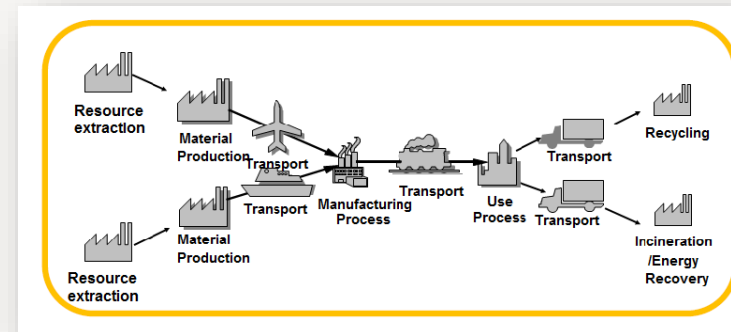 Resource
extraction
Material
Production
Transport
Transport
Manufacturing
Process
Transport
Use
Process
Transport
Transport
Recycling
Incineration
/Energy
Recovery
Material
Production
Resource
extraction